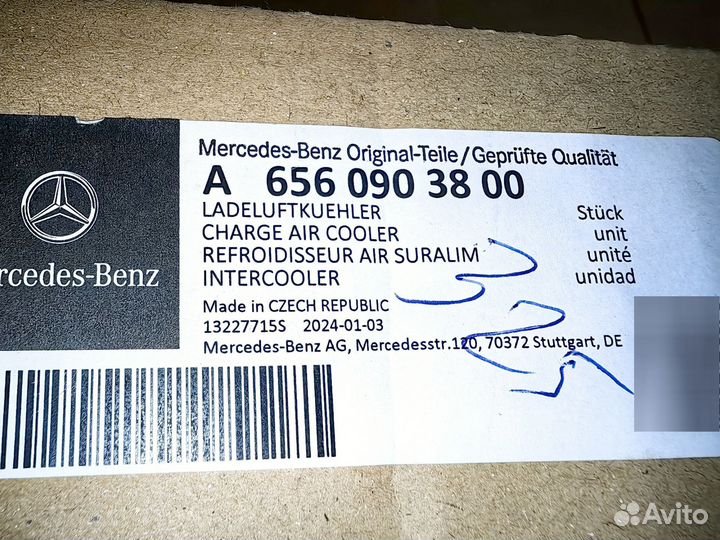 Mercedes-Benz Original-Teile/Geprüfte Qualität
A 656 090 38 00
LADELUFTKUEHLER Stück
CHARGE AIR COOLER unit
REFROIDISSEUR AIR SURALIM unité
INTERCOOLER unidad
rcedes-Benz
Made in CZECH REPUBLIC
13227715S 2024-01-03
Mercedes-Benz AG, Mercedesstr.120, 70372 Stuttgart, DE
Avito